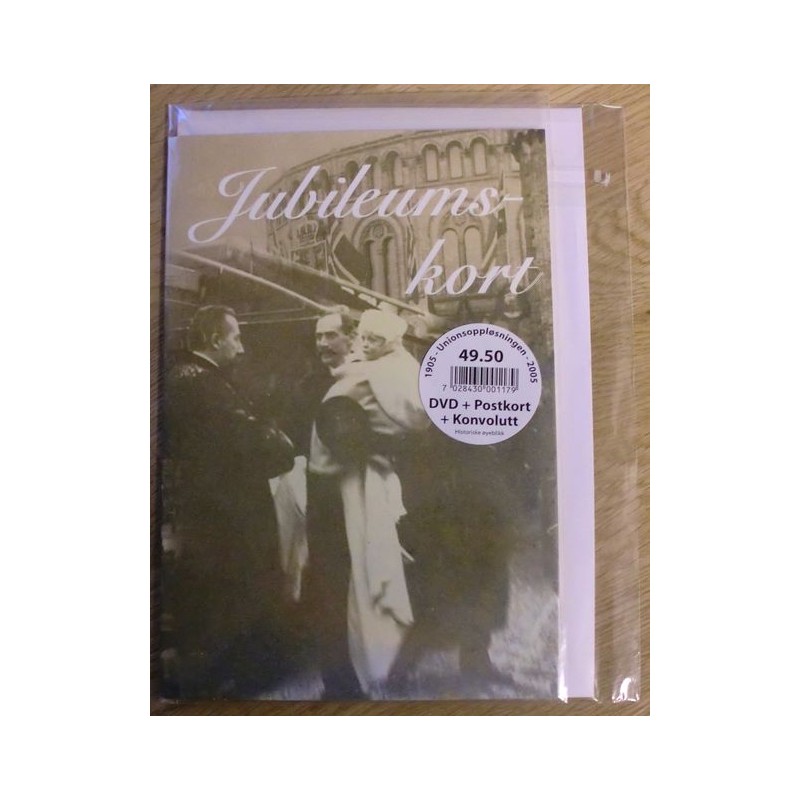 Jubileums-
kort
1905 - Unionsoppløsningen - 2005
49.50
7 028430 001179
DVD + Postkort
+ Konvolutt
Historiske øyeblikk